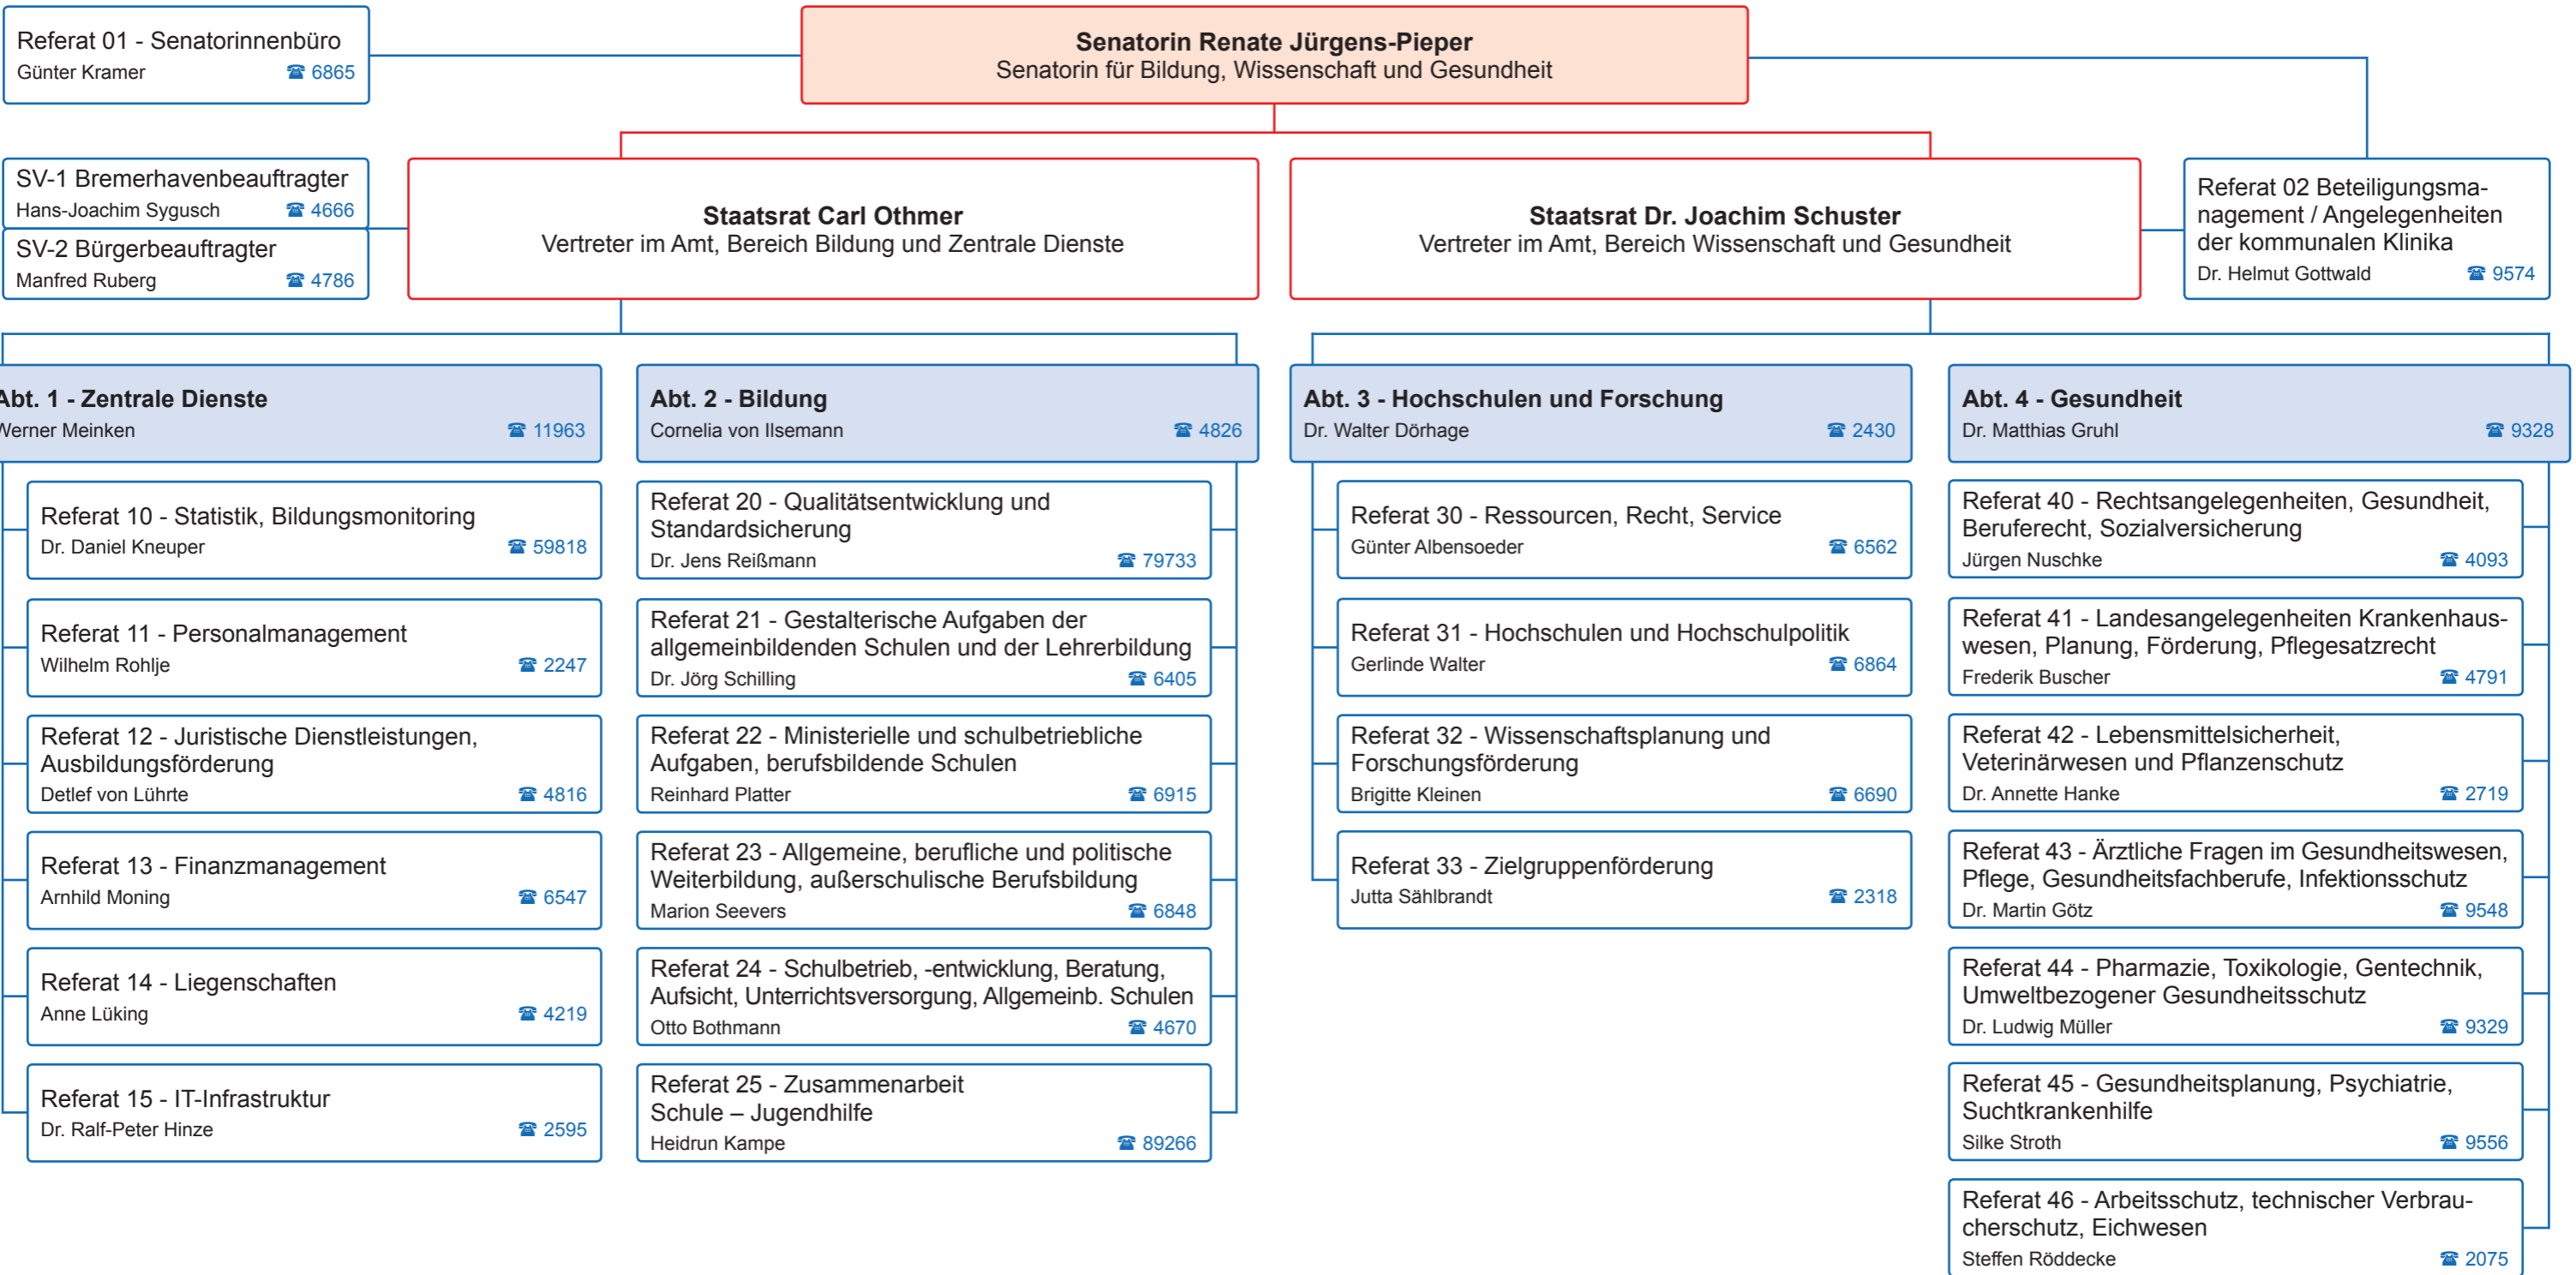 Referat 01 - Senatorinnenbüro
Günter Kramer ☎ 6865
Senatorin Renate Jürgens-Pieper
Senatorin für Bildung, Wissenschaft und Gesundheit
SV-1 Bremerhavenbeauftragter
Hans-Joachim Sygusch ☎ 4666
SV-2 Bürgerbeauftragter
Manfred Ruberg ☎ 4786
Staatsrat Carl Othmer
Vertreter im Amt, Bereich Bildung und Zentrale Dienste
Staatsrat Dr. Joachim Schuster
Vertreter im Amt, Bereich Wissenschaft und Gesundheit
Referat 02 Beteiligungsma-
nagement / Angelegenheiten
der kommunalen Klinika
Dr. Helmut Gottwald ☎ 9574
Abt. 1 - Zentrale Dienste
Werner Meinken ☎ 11963
Referat 10 - Statistik, Bildungsmonitoring
Dr. Daniel Kneuper ☎ 59818
Referat 11 - Personalmanagement
Wilhelm Rohlje ☎ 2247
Referat 12 - Juristische Dienstleistungen,
Ausbildungsförderung
Detlef von Lührte ☎ 4816
Referat 13 - Finanzmanagement
Arnhild Moning ☎ 6547
Referat 14 - Liegenschaften
Anne Lüking ☎ 4219
Referat 15 - IT-Infrastruktur
Dr. Ralf-Peter Hinze ☎ 2595
Abt. 2 - Bildung
Cornelia von Ilsemann ☎ 4826
Referat 20 - Qualitätsentwicklung und
Standardsicherung
Dr. Jens Reißmann ☎ 79733
Referat 21 - Gestalterische Aufgaben der
allgemeinbildenden Schulen und der Lehrerbildung
Dr. Jörg Schilling ☎ 6405
Referat 22 - Ministerielle und schulbetriebliche
Aufgaben, berufsbildende Schulen
Reinhard Platter ☎ 6915
Referat 23 - Allgemeine, berufliche und politische
Weiterbildung, außerschulische Berufsbildung
Marion Seevers ☎ 6848
Referat 24 - Schulbetrieb, -entwicklung, Beratung,
Aufsicht, Unterrichtsversorgung, Allgemeinb. Schulen
Otto Bothmann ☎ 4670
Referat 25 - Zusammenarbeit
Schule – Jugendhilfe
Heidrun Kampe ☎ 89266
Abt. 3 - Hochschulen und Forschung
Dr. Walter Dörhage ☎ 2430
Referat 30 - Ressourcen, Recht, Service
Günter Albensoeder ☎ 6562
Referat 31 - Hochschulen und Hochschulpolitik
Gerlinde Walter ☎ 6864
Referat 32 - Wissenschaftsplanung und
Forschungsförderung
Brigitte Kleinen ☎ 6690
Referat 33 - Zielgruppenförderung
Jutta Sählbrandt ☎ 2318
Abt. 4 - Gesundheit
Dr. Matthias Gruhl ☎ 9328
Referat 40 - Rechtsangelegenheiten, Gesundheit,
Beruferecht, Sozialversicherung
Jürgen Nuschke ☎ 4093
Referat 41 - Landesangelegenheiten Krankenhaus-
wesen, Planung, Förderung, Pflegesatzrecht
Frederik Buscher ☎ 4791
Referat 42 - Lebensmittelsicherheit,
Veterinärwesen und Pflanzenschutz
Dr. Annette Hanke ☎ 2719
Referat 43 - Ärztliche Fragen im Gesundheitswesen,
Pflege, Gesundheitsfachberufe, Infektionsschutz
Dr. Martin Götz ☎ 9548
Referat 44 - Pharmazie, Toxikologie, Gentechnik,
Umweltbezogener Gesundheitsschutz
Dr. Ludwig Müller ☎ 9329
Referat 45 - Gesundheitsplanung, Psychiatrie,
Suchtkrankenhilfe
Silke Stroth ☎ 9556
Referat 46 - Arbeitsschutz, technischer Verbrau-
cherschutz, Eichwesen
Steffen Röddecke ☎ 2075